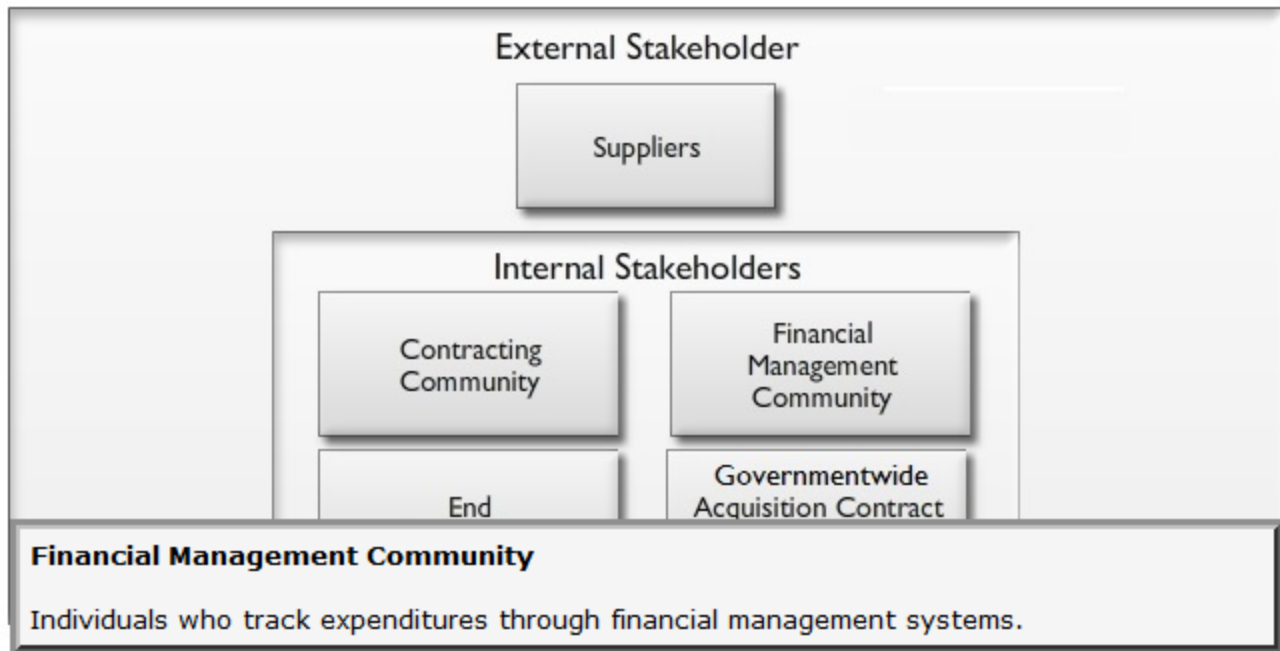 External Stakeholder
Suppliers
Internal Stakeholders
Contracting
Community
Financial
Management
Community
End
Governmentwide
Acquisition Contract
Financial Management Community
Individuals who track expenditures through financial management systems.